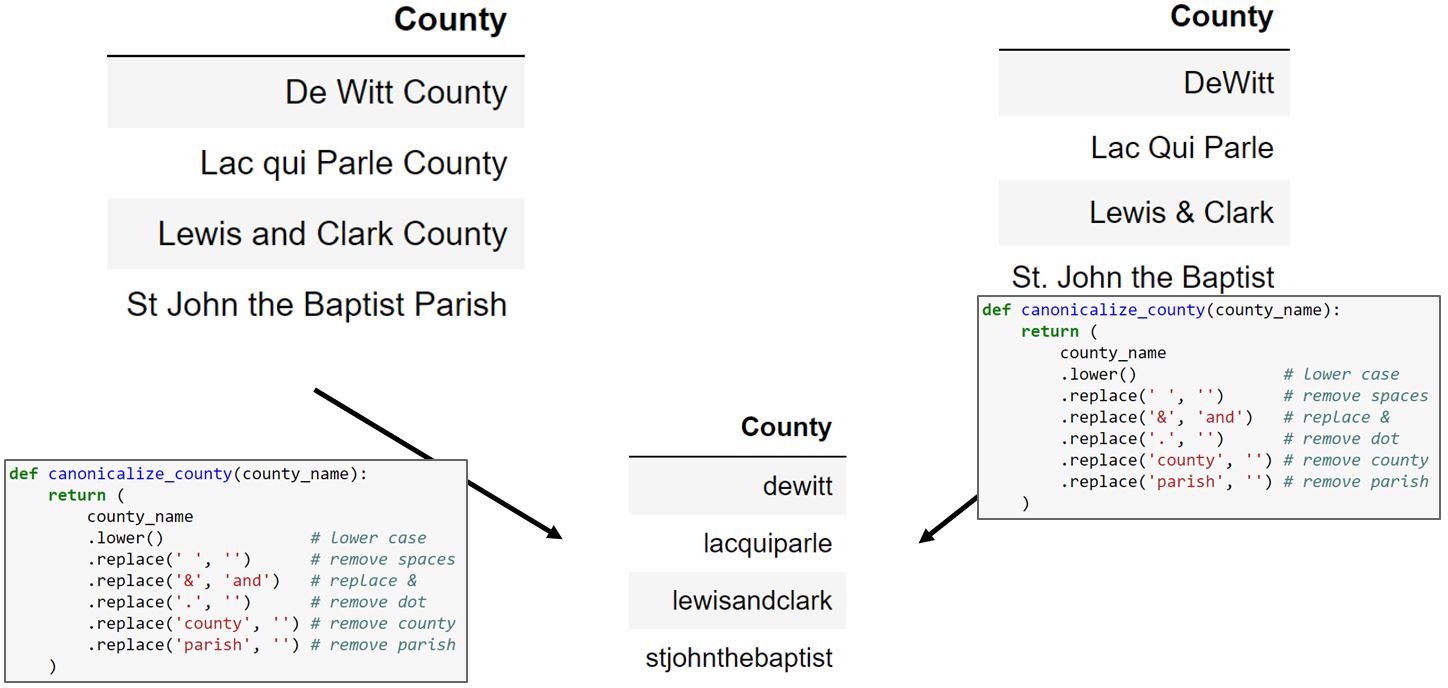 County
De Witt County
Lac qui Parle County
Lewis and Clark County
St John the Baptist Parish
County
DeWitt
Lac Qui Parle
Lewis & Clark
St. John the Baptist
def canonicalize_county(county_name):
    return (
        county_name
        .lower()               # lower case
        .replace(' ', '')      # remove spaces
        .replace('&', 'and')   # replace &
        .replace('.', '')      # remove dot
        .replace('county', '') # remove county
        .replace('parish', '') # remove parish
    )
def canonicalize_county(county_name):
    return (
        county_name
        .lower()               # lower case
        .replace(' ', '')      # remove spaces
        .replace('&', 'and')   # replace &
        .replace('.', '')      # remove dot
        .replace('county', '') # remove county
        .replace('parish', '') # remove parish
    )
County
dewitt
lacquiparle
lewisandclark
stjohnthebaptist